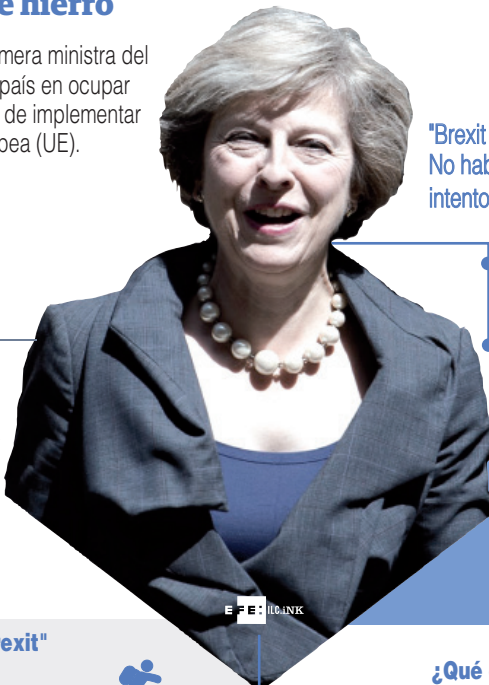 e hierro
mera ministra del
país en ocupar
de implementar
pea (UE).
"Brexit
No hab
intento
EFE: ILC.INK
exit"
¿Qué